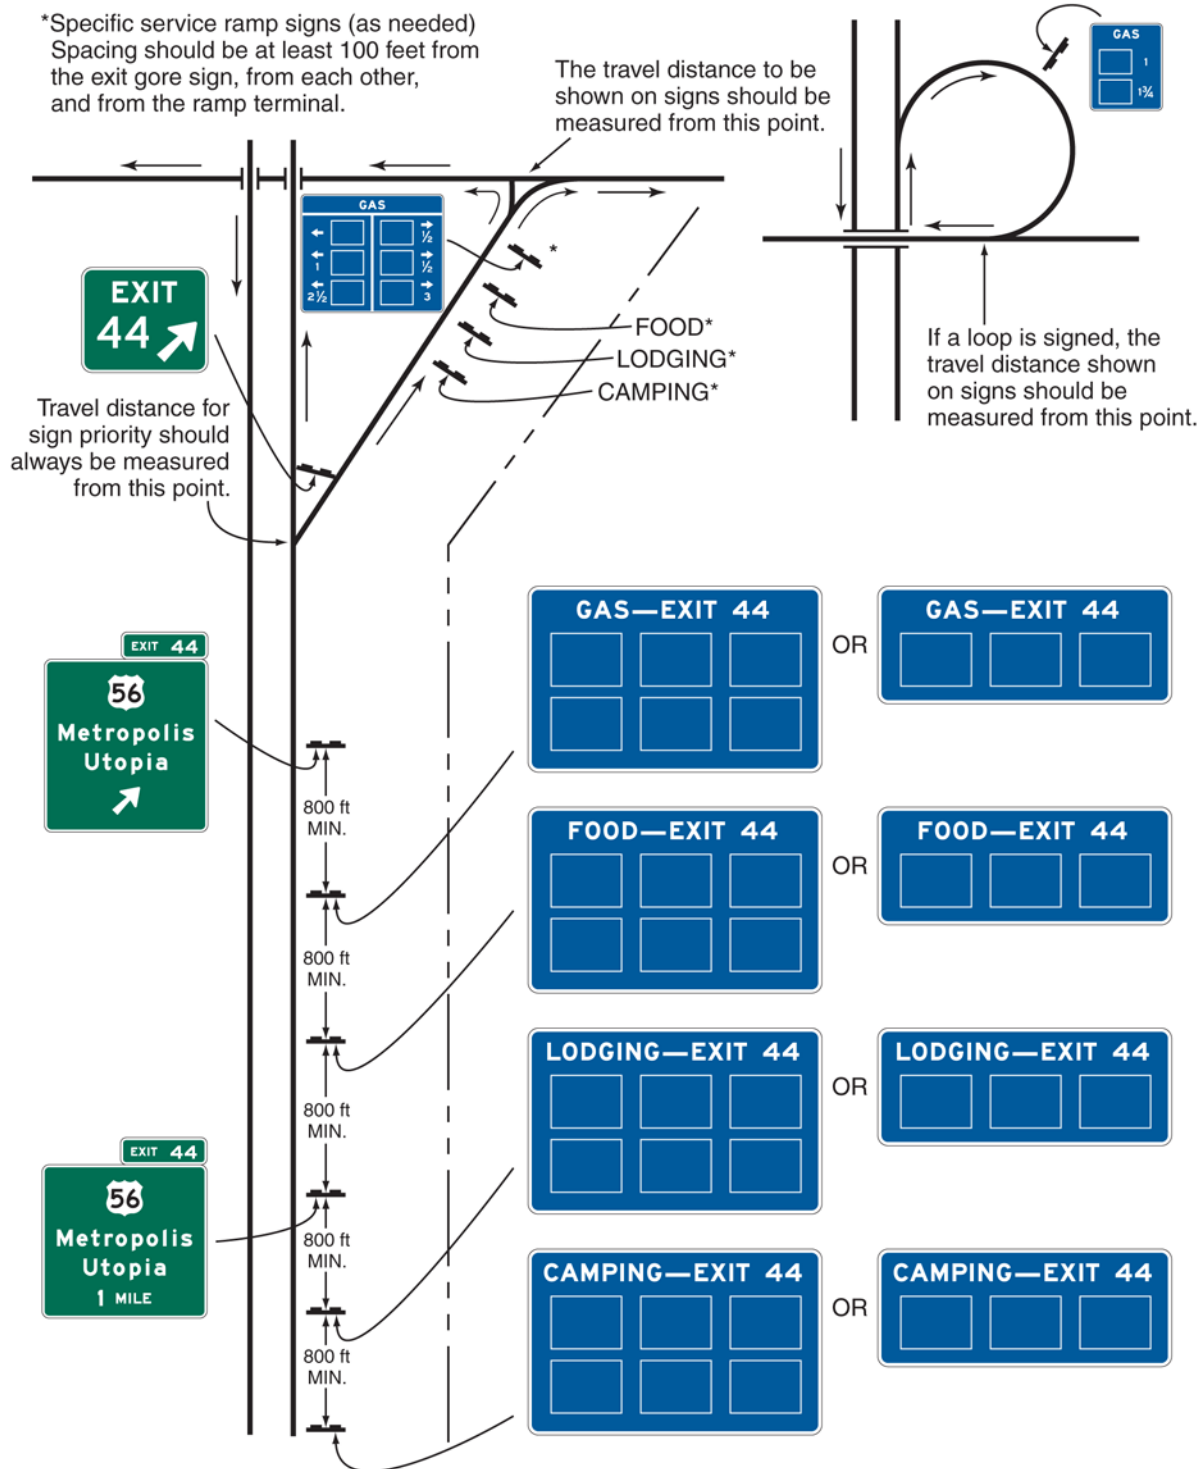 *Specific service ramp signs (as needed)
Spacing should be at least 100 feet from
the exit gore sign, from each other,
and from the ramp terminal.
The travel distance to be
shown on signs should be
measured from this point.
GAS
1
1¾
GAS
← → ½
← 1 → ½
← 2½ → 3
*
EXIT
44
FOOD*
LODGING*
CAMPING*
If a loop is signed, the
travel distance shown
on signs should be
measured from this point.
Travel distance for
sign priority should
always be measured
from this point.
EXIT 44
56
Metropolis
Utopia
800 ft
MIN.
800 ft
MIN.
800 ft
MIN.
800 ft
MIN.
800 ft
MIN.
EXIT 44
56
Metropolis
Utopia
1 MILE
GAS—EXIT 44
OR
GAS—EXIT 44
FOOD—EXIT 44
OR
FOOD—EXIT 44
LODGING—EXIT 44
OR
LODGING—EXIT 44
CAMPING—EXIT 44
OR
CAMPING—EXIT 44